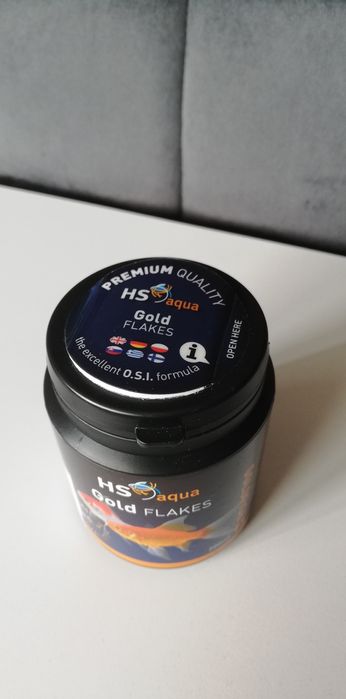 PREMIUM QUALITY
HS aqua
Gold
FLAKES
i
OPEN HERE
the excellent O.S.I. formula
HS aqua
Gold FLAKES